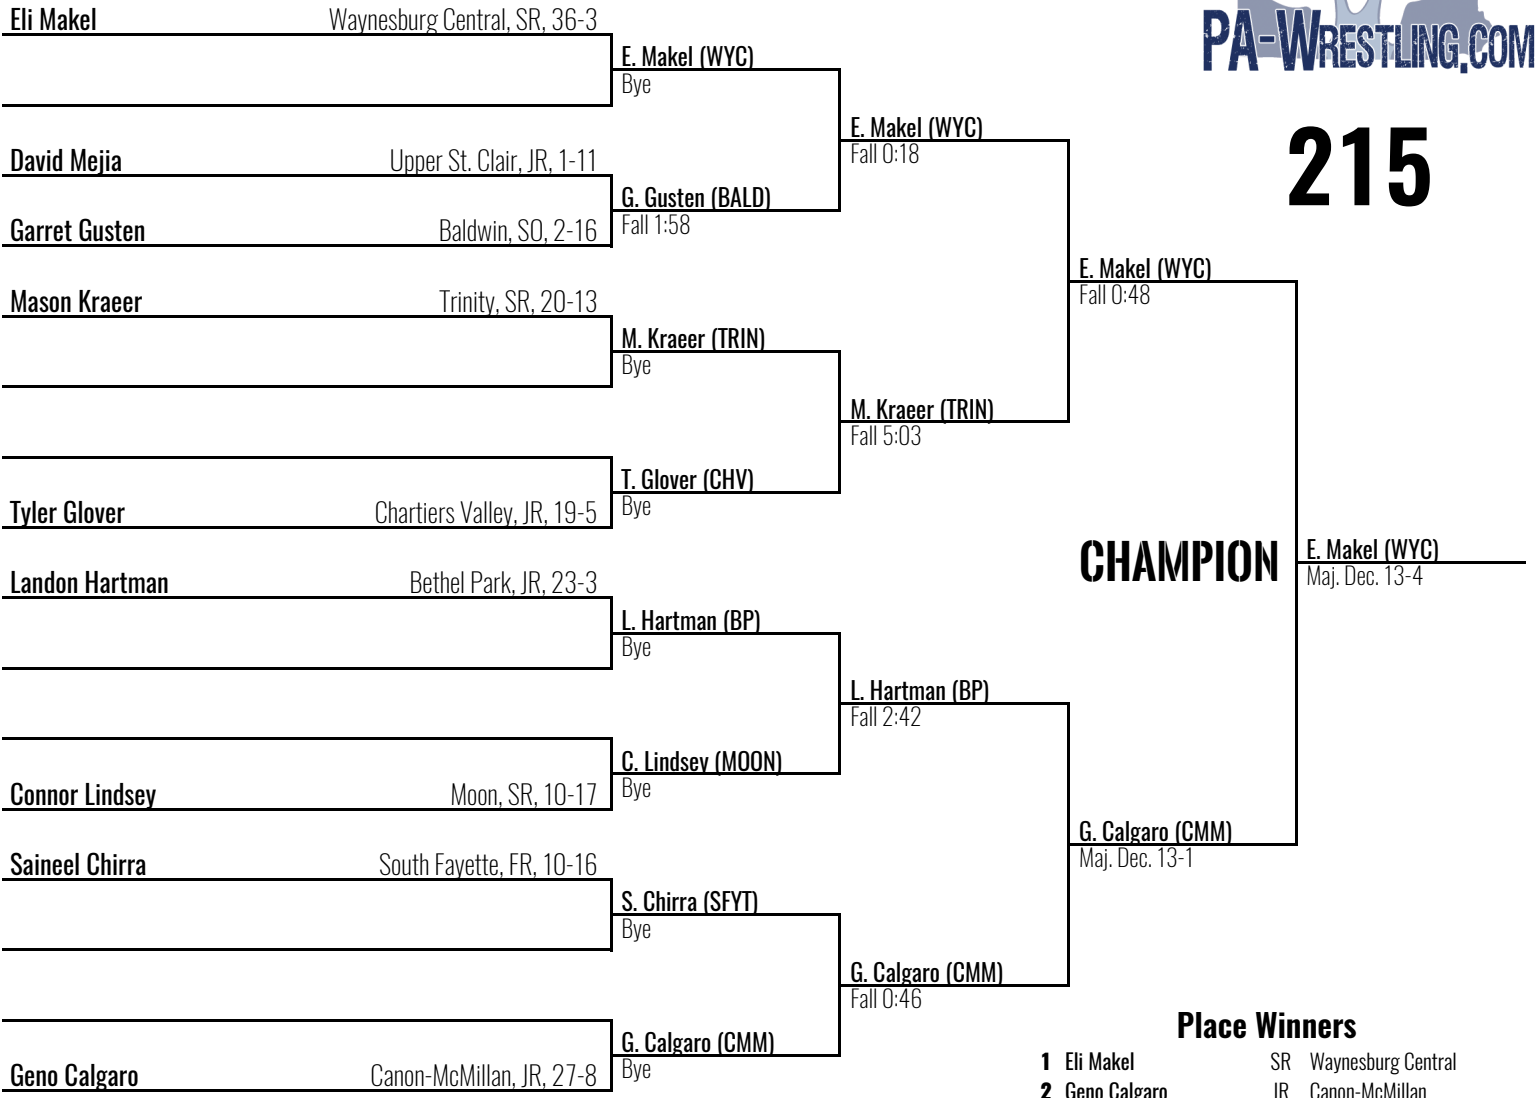 PA-WRESTLING.COM
215
Eli Makel Waynesburg Central, SR, 36-3
E. Makel (WYC)
Bye
E. Makel (WYC)
Fall 0:18
David Mejia Upper St. Clair, JR, 1-11
G. Gusten (BALD)
Fall 1:58
Garret Gusten Baldwin, SO, 2-16
E. Makel (WYC)
Fall 0:48
Mason Kraeer Trinity, SR, 20-13
M. Kraeer (TRIN)
Bye
M. Kraeer (TRIN)
Fall 5:03
T. Glover (CHV)
Bye
Tyler Glover Chartiers Valley, JR, 19-5
CHAMPION
E. Makel (WYC)
Maj. Dec. 13-4
Landon Hartman Bethel Park, JR, 23-3
L. Hartman (BP)
Bye
L. Hartman (BP)
Fall 2:42
C. Lindsey (MOON)
Bye
Connor Lindsey Moon, SR, 10-17
G. Calgaro (CMM)
Maj. Dec. 13-1
Saineel Chirra South Fayette, FR, 10-16
S. Chirra (SFYT)
Bye
G. Calgaro (CMM)
Fall 0:46
G. Calgaro (CMM)
Bye
Geno Calgaro Canon-McMillan, JR, 27-8
Place Winners
1 Eli Makel SR Waynesburg Central
2 Geno Calgaro JR Canon-McMillan